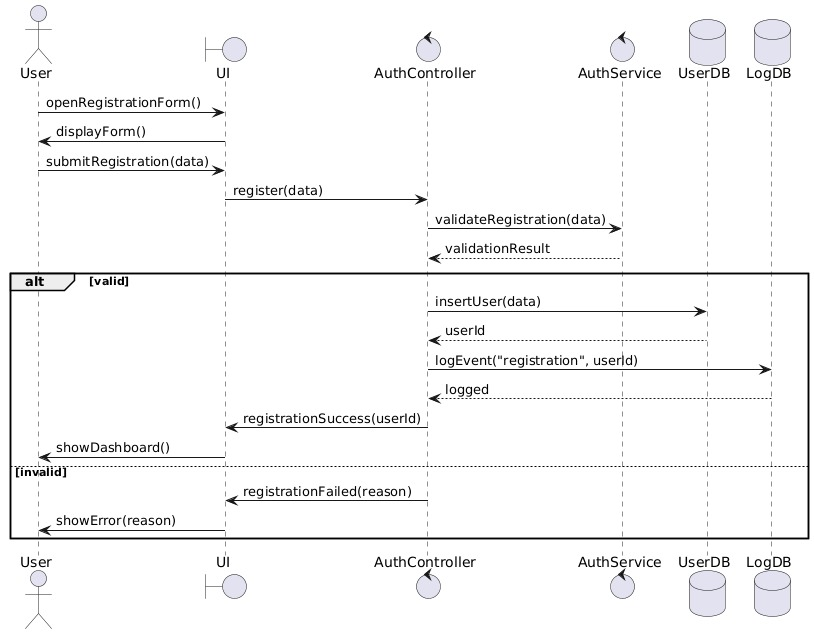 User
UI
AuthController
AuthService
UserDB
LogDB
openRegistrationForm()
displayForm()
submitRegistration(data)
register(data)
validateRegistration(data)
validationResult
alt
[valid]
insertUser(data)
userId
logEvent("registration", userId)
logged
registrationSuccess(userId)
showDashboard()
[invalid]
registrationFailed(reason)
showError(reason)
User
UI
AuthController
AuthService
UserDB
LogDB